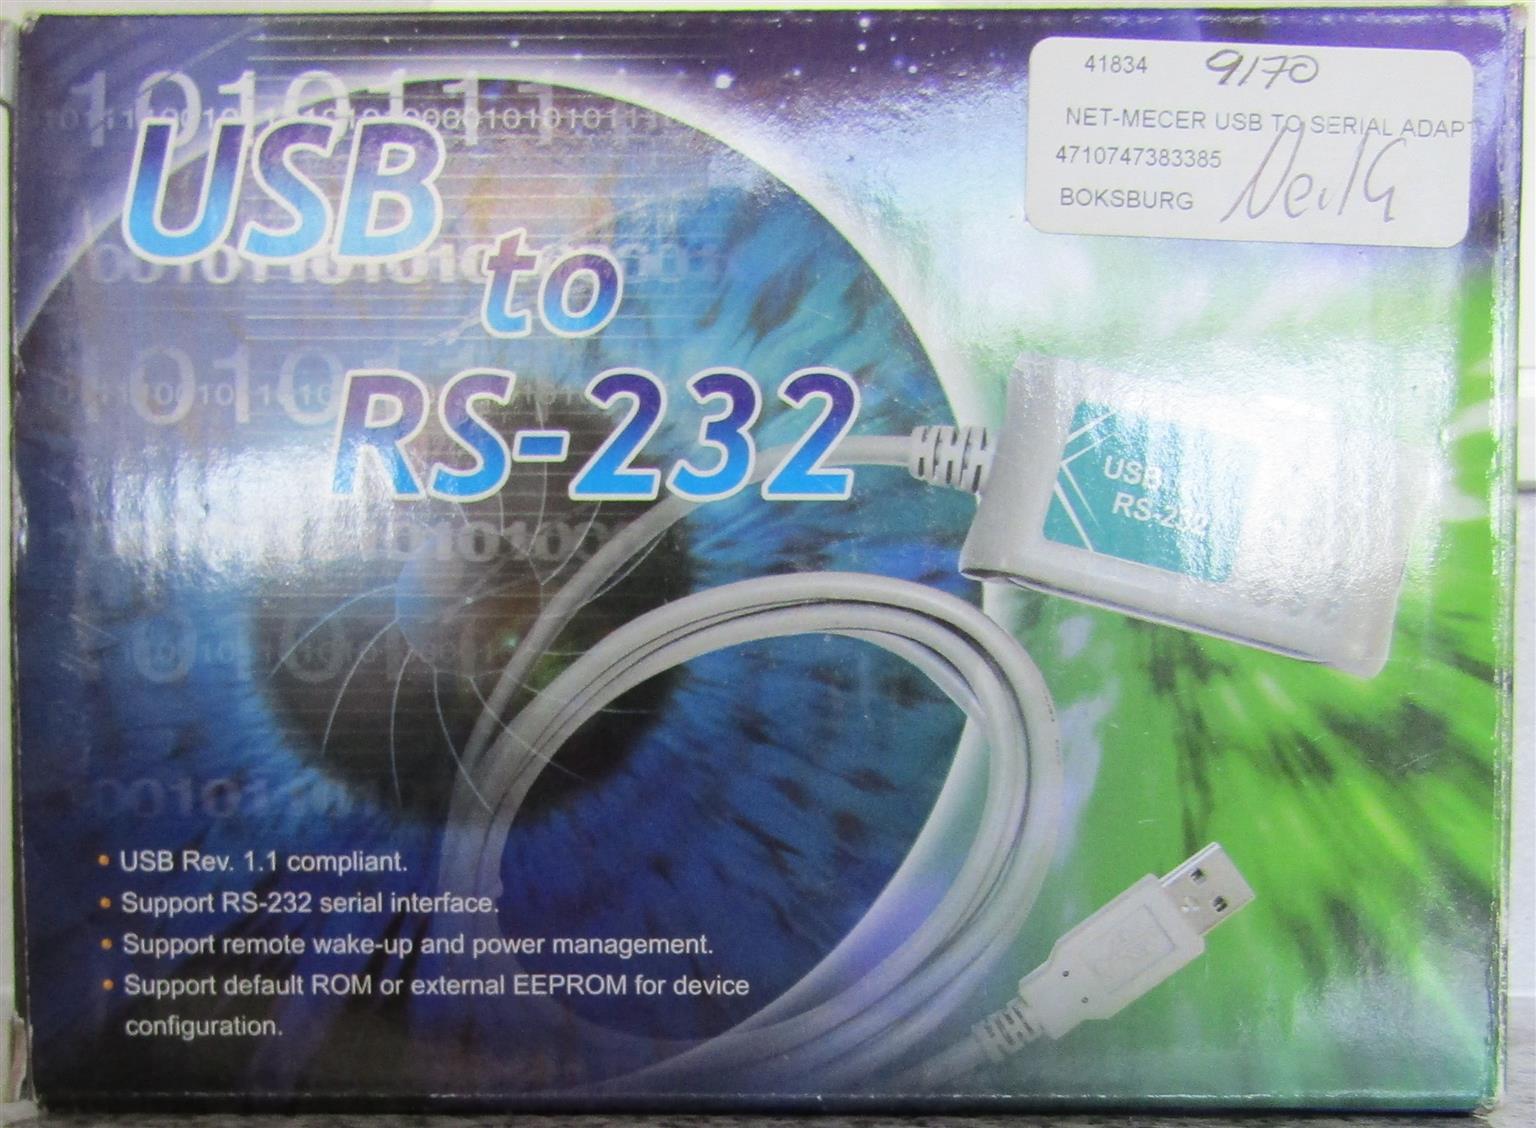 41834 9170
NET-MECER USB TO SERIAL ADAPT
4710747383385
BOKSBURG
USB
to
RS-232
USB
RS-232
• USB Rev. 1.1 compliant.
• Support RS-232 serial interface.
• Support remote wake-up and power management.
• Support default ROM or external EEPROM for device
configuration.